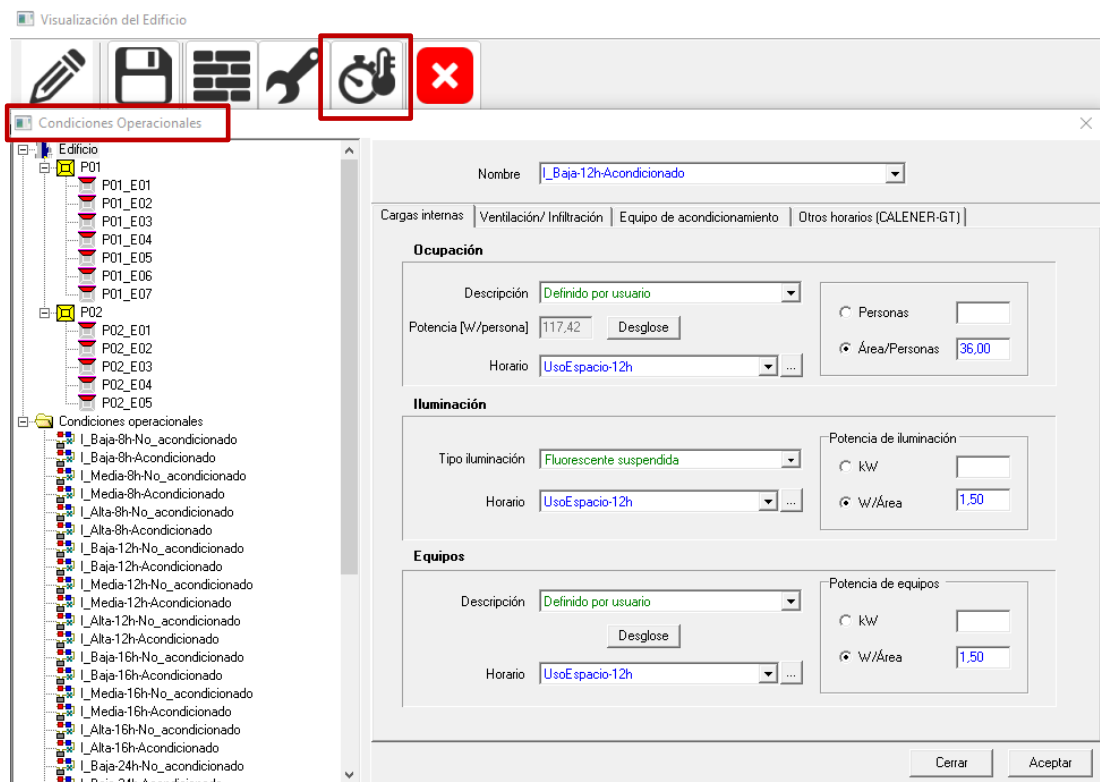 Visualización del Edificio
Condiciones Operacionales
Edificio
P01
P01_E01
P01_E02
P01_E03
P01_E04
P01_E05
P01_E06
P01_E07
P02
P02_E01
P02_E02
P02_E03
P02_E04
P02_E05
Condiciones operacionales
I_Baja-8h-No_acondicionado
I_Baja-8h-Acondicionado
I_Media-8h-No_acondicionado
I_Media-8h-Acondicionado
I_Alta-8h-No_acondicionado
I_Alta-8h-Acondicionado
I_Baja-12h-No_acondicionado
I_Baja-12h-Acondicionado
I_Media-12h-No_acondicionado
I_Media-12h-Acondicionado
I_Alta-12h-No_acondicionado
I_Alta-12h-Acondicionado
I_Baja-16h-No_acondicionado
I_Baja-16h-Acondicionado
I_Media-16h-No_acondicionado
I_Media-16h-Acondicionado
I_Alta-16h-No_acondicionado
I_Alta-16h-Acondicionado
I_Baja-24h-No_acondicionado
Nombre I_Baja-12h-Acondicionado
Cargas internas Ventilación/ Infiltración Equipo de acondicionamiento Otros horarios (CALENER-GT)
Ocupación
Descripción Definido por usuario
Personas
Potencia [W/persona] 117,42 Desglose
Área/Personas 36,00
Horario UsoEspacio-12h ...
Iluminación
Potencia de iluminación
Tipo iluminación Fluorescente suspendida
kW
Horario UsoEspacio-12h ...
W/Área 1,50
Equipos
Potencia de equipos
Descripción Definido por usuario
kW
Desglose
W/Área 1,50
Horario UsoEspacio-12h ...
Cerrar Aceptar